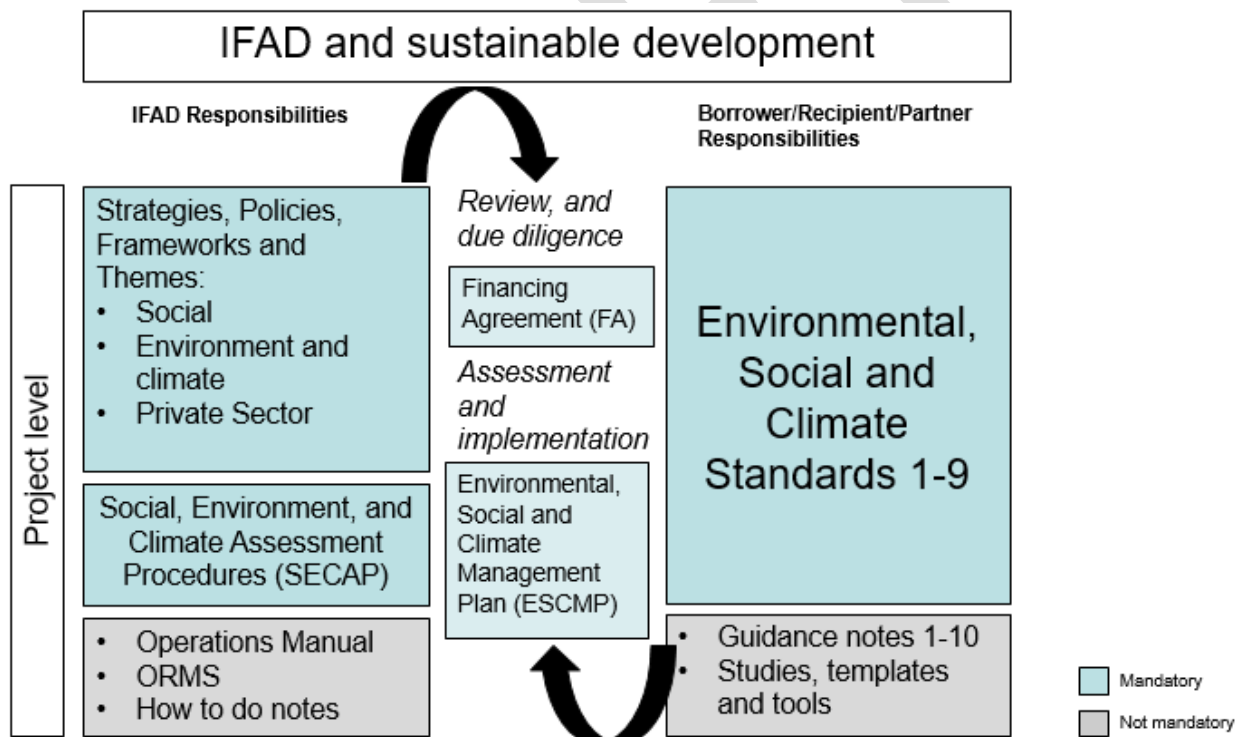 IFAD and sustainable development
IFAD Responsibilities
Borrower/Recipient/Partner
Responsibilities
Project level
Strategies, Policies,
Frameworks and
Themes:
• Social
• Environment and
climate
• Private Sector
Social, Environment, and
Climate Assessment
Procedures (SECAP)
• Operations Manual
• ORMS
• How to do notes
Review, and
due diligence
Financing
Agreement (FA)
Assessment
and
implementation
Environmental,
Social and
Climate
Management
Plan (ESCMP)
Environmental,
Social and
Climate
Standards 1-9
• Guidance notes 1-10
• Studies, templates
and tools
Mandatory
Not mandatory